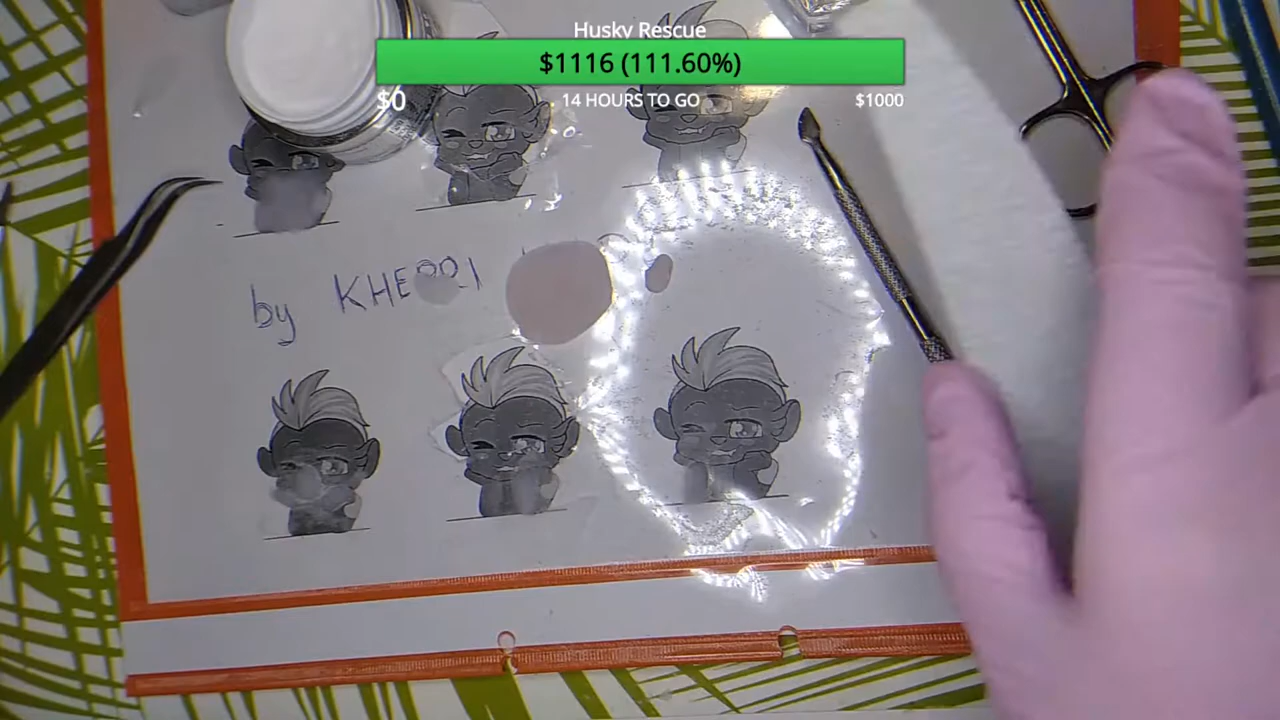 Husky Rescue
$1116 (111.60%)
$0
14 HOURS TO GO
$1000
by